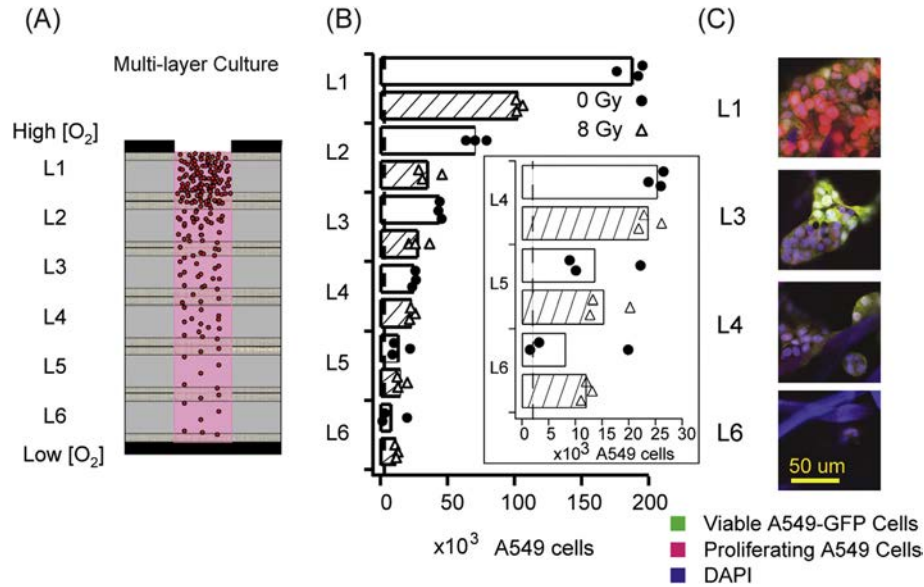 (A)
Multi-layer Culture
High [O₂]
L1
L2
L3
L4
L5
L6
Low [O₂]
(B)
L1
L2
L3
L4
L5
L6
0 Gy
8 Gy
0 50 100 150 200
x10³ A549 cells
L4
L5
L6
0 5 10 15 20 25 30
x10³ A549 cells
(C)
L1
L3
L4
L6
50 um
Viable A549-GFP Cells
Proliferating A549 Cells
DAPI